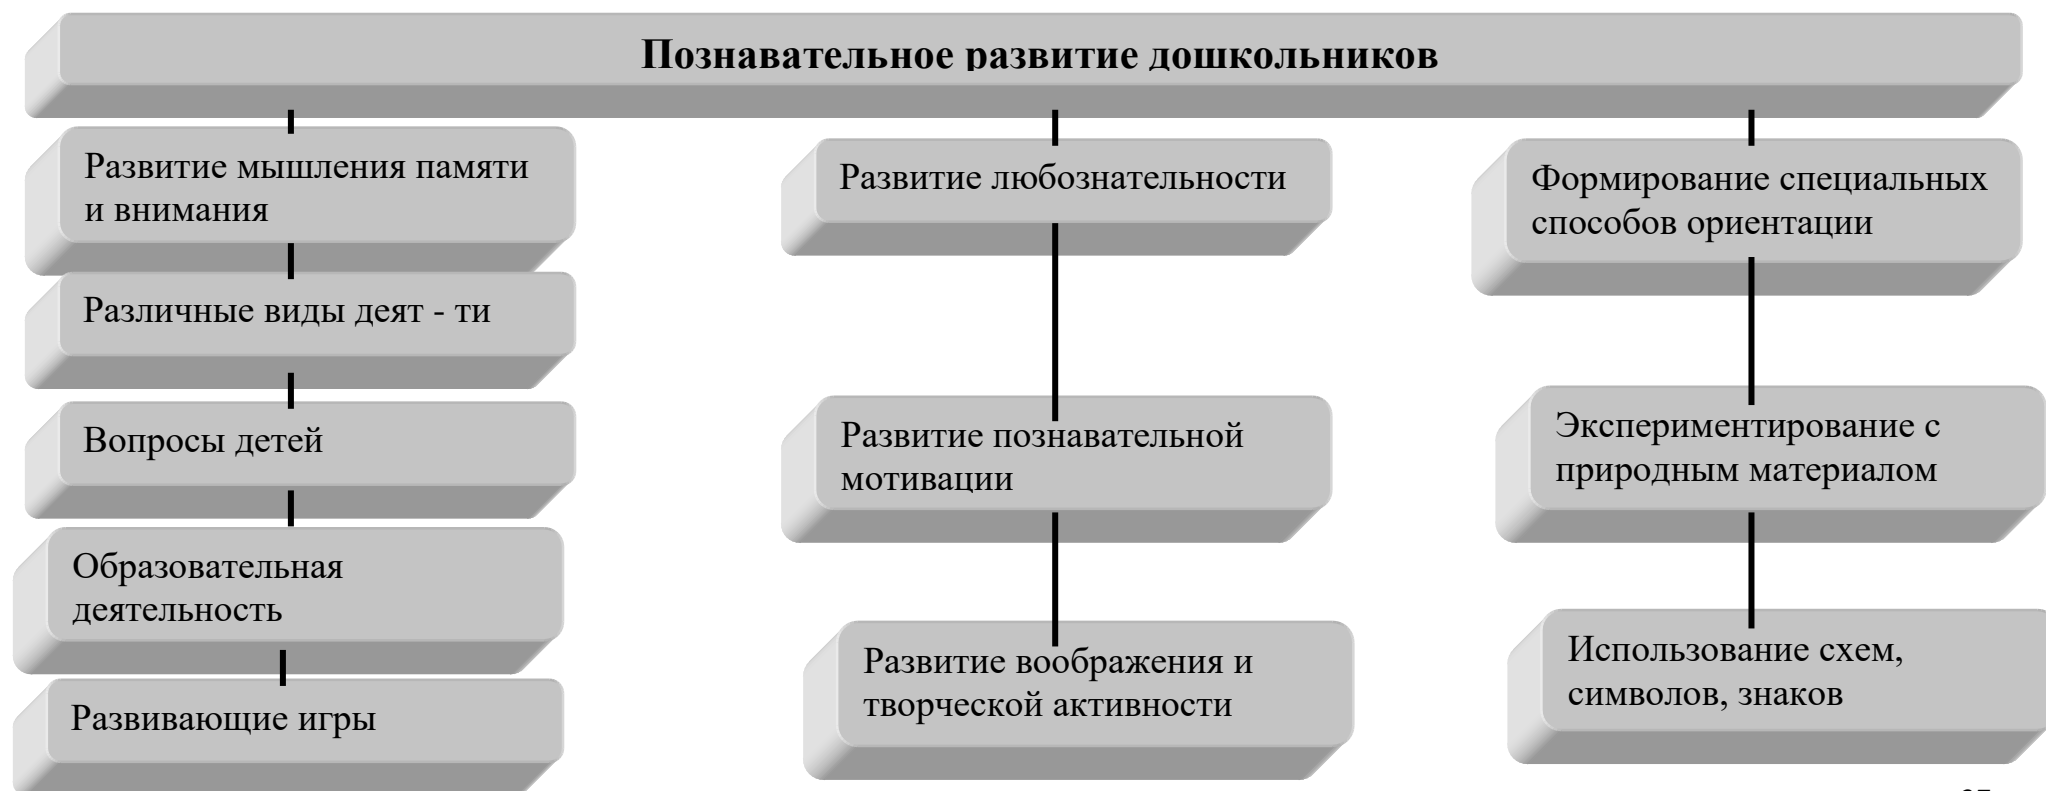 Познавательное развитие дошкольников
Развитие мышления памяти
и внимания
Различные виды деят - ти
Вопросы детей
Образовательная
деятельность
Развивающие игры
Развитие любознательности
Развитие познавательной
мотивации
Развитие воображения и
творческой активности
Формирование специальных
способов ориентации
Экспериментирование с
природным материалом
Использование схем,
символов, знаков